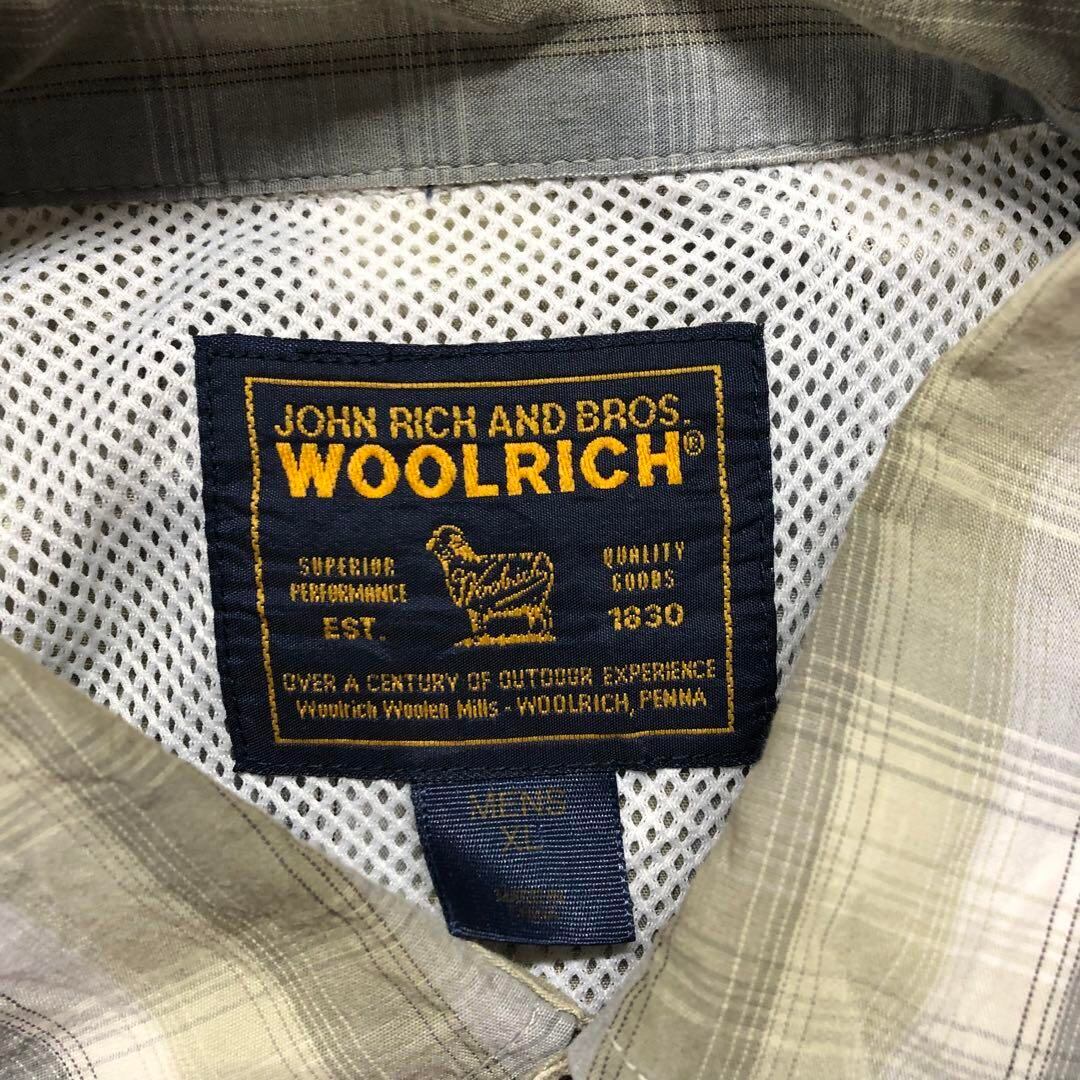 JOHN RICH AND BROS.
WOOLRICH®
SUPERIOR
PERFORMANCE
EST.
Woolrich
QUALITY
GOODS
1830
OVER A CENTURY OF OUTDOOR EXPERIENCE
Woolrich Woolen Mills - WOOLRICH, PENNA
MENS
XL